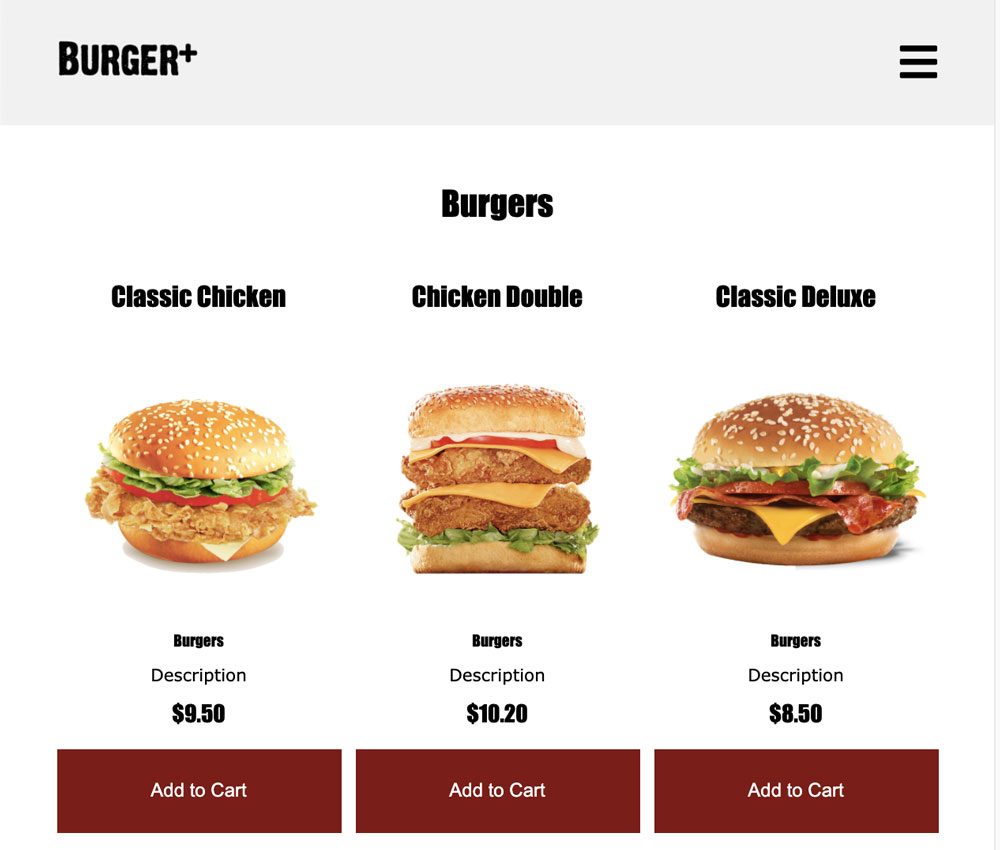 BURGER+
Burgers
Classic Chicken
Chicken Double
Classic Deluxe
Burgers
Burgers
Burgers
Description
Description
Description
$9.50
$10.20
$8.50
Add to Cart
Add to Cart
Add to Cart